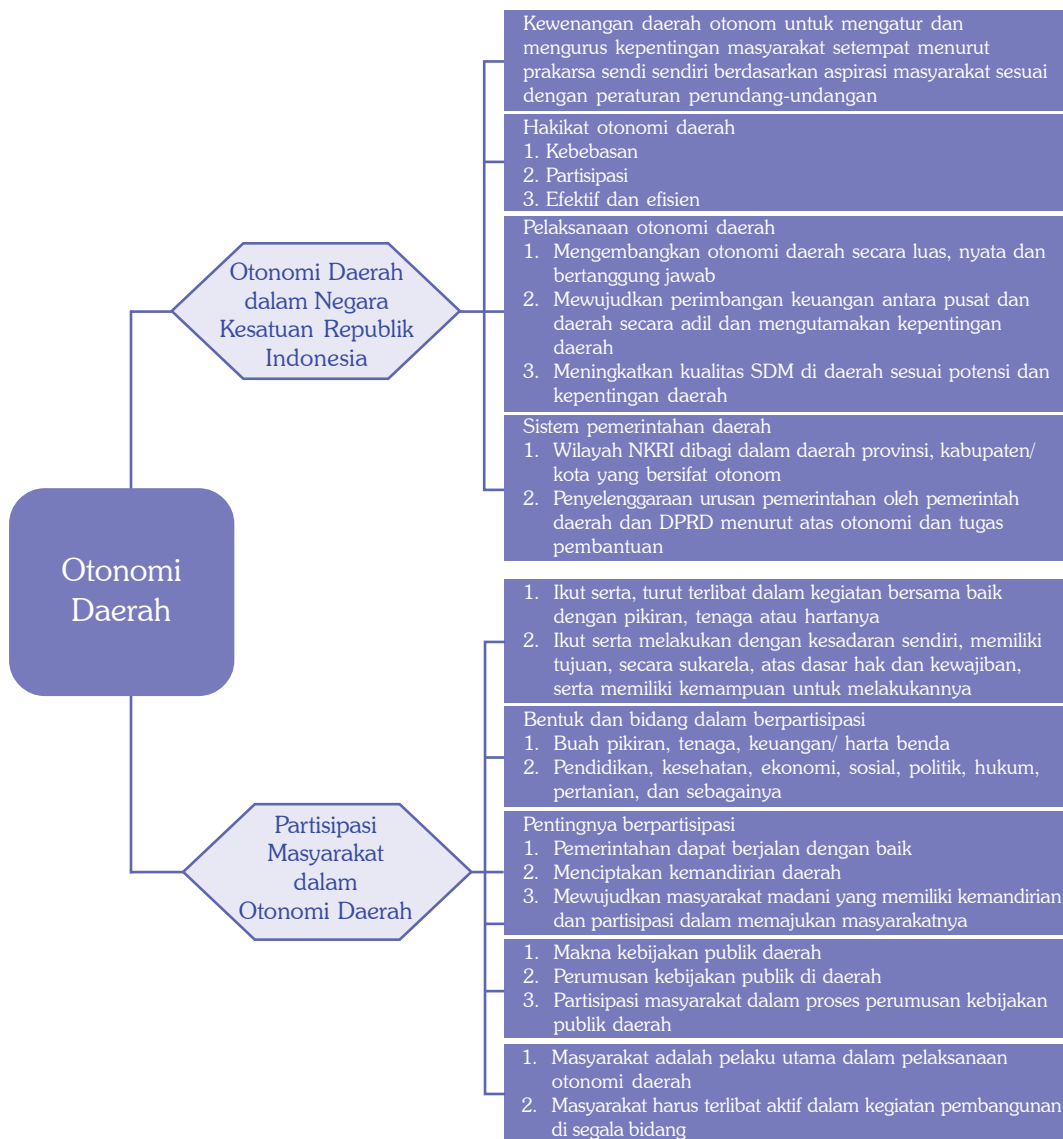 Otonomi
Daerah
Otonomi Daerah
dalam Negara
Kesatuan Republik
Indonesia
Kewenangan daerah otonom untuk mengatur dan
mengurus kepentingan masyarakat setempat menurut
prakarsa sendi sendiri berdasarkan aspirasi masyarakat sesuai
dengan peraturan perundang-undangan
Hakikat otonomi daerah
1. Kebebasan
2. Partisipasi
3. Efektif dan efisien
Pelaksanaan otonomi daerah
1. Mengembangkan otonomi daerah secara luas, nyata dan
bertanggung jawab
2. Mewujudkan perimbangan keuangan antara pusat dan
daerah secara adil dan mengutamakan kepentingan
daerah
3. Meningkatkan kualitas SDM di daerah sesuai potensi dan
kepentingan daerah
Sistem pemerintahan daerah
1. Wilayah NKRI dibagi dalam daerah provinsi, kabupaten/
kota yang bersifat otonom
2. Penyelenggaraan urusan pemerintahan oleh pemerintah
daerah dan DPRD menurut atas otonomi dan tugas
pembantuan
Partisipasi
Masyarakat
dalam
Otonomi Daerah
1. Ikut serta, turut terlibat dalam kegiatan bersama baik
dengan pikiran, tenaga atau hartanya
2. Ikut serta melakukan dengan kesadaran sendiri, memiliki
tujuan, secara sukarela, atas dasar hak dan kewajiban,
serta memiliki kemampuan untuk melakukannya
Bentuk dan bidang dalam berpartisipasi
1. Buah pikiran, tenaga, keuangan/ harta benda
2. Pendidikan, kesehatan, ekonomi, sosial, politik, hukum,
pertanian, dan sebagainya
Pentingnya berpartisipasi
1. Pemerintahan dapat berjalan dengan baik
2. Menciptakan kemandirian daerah
3. Mewujudkan masyarakat madani yang memiliki kemandirian
dan partisipasi dalam memajukan masyarakatnya
1. Makna kebijakan publik daerah
2. Perumusan kebijakan publik di daerah
3. Partisipasi masyarakat dalam proses perumusan kebijakan
publik daerah
1. Masyarakat adalah pelaku utama dalam pelaksanaan
otonomi daerah
2. Masyarakat harus terlibat aktif dalam kegiatan pembangunan
di segala bidang